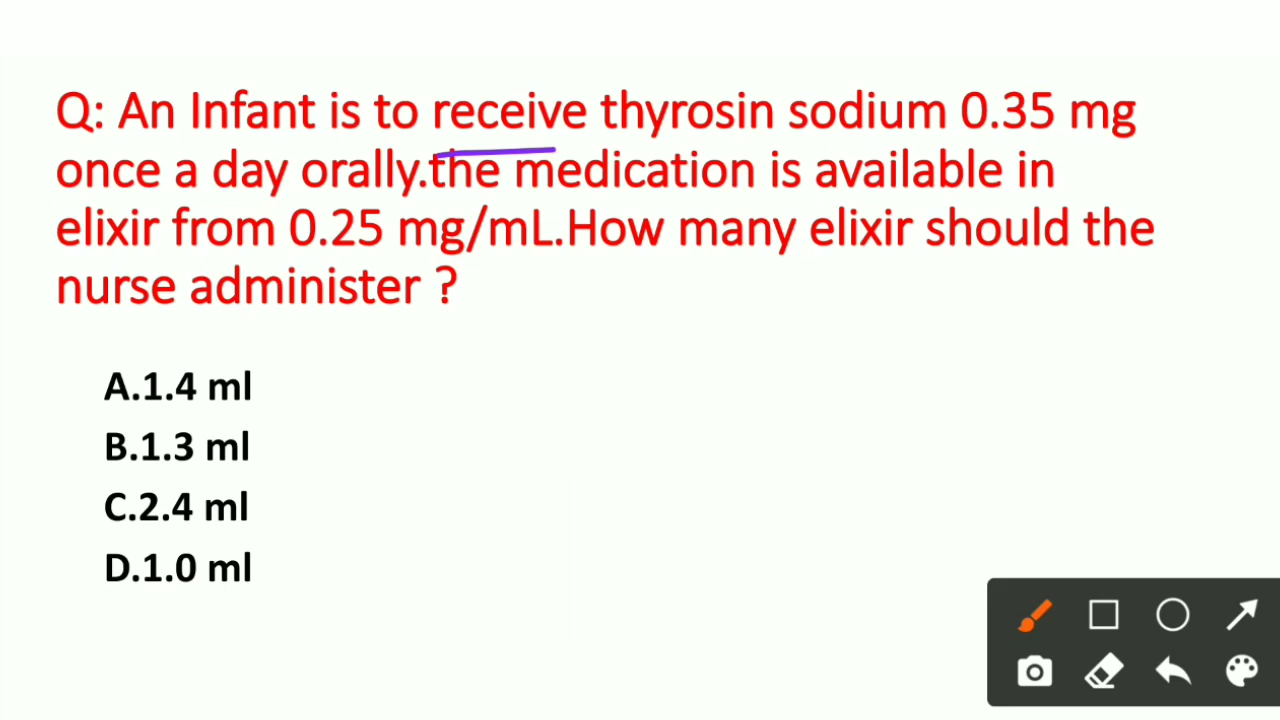 Q: An Infant is to receive thyrosin sodium 0.35 mg
once a day orally.the medication is available in
elixir from 0.25 mg/mL.How many elixir should the
nurse administer ?
A.1.4 ml
B.1.3 ml
C.2.4 ml
D.1.0 ml